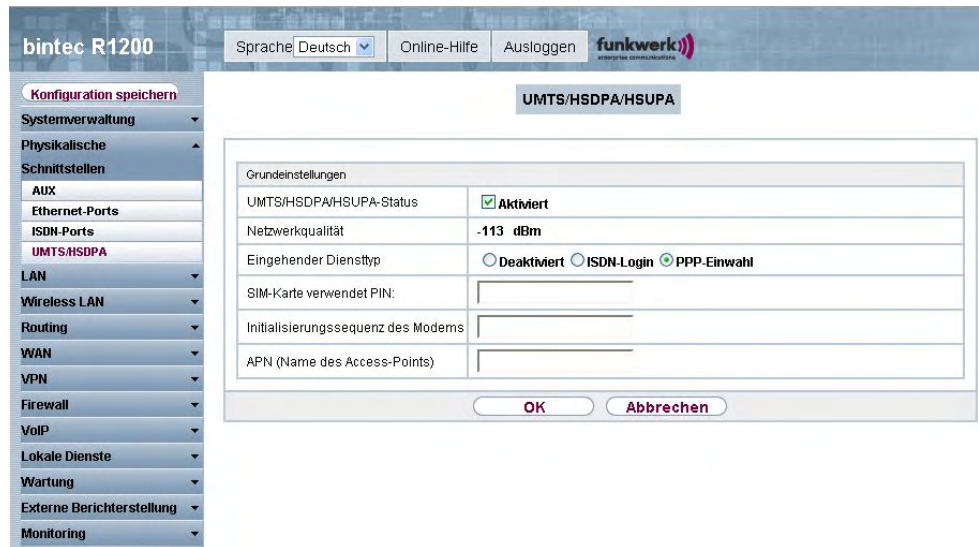 bintec R1200
Sprache Deutsch
Online-Hilfe
Ausloggen
funkwerk
enterprise communications
Konfiguration speichern
Systemverwaltung
Physikalische
Schnittstellen
AUX
Ethernet-Ports
ISDN-Ports
UMTS/HSDPA
LAN
Wireless LAN
Routing
WAN
VPN
Firewall
VoIP
Lokale Dienste
Wartung
Externe Berichterstellung
Monitoring
UMTS/HSDPA/HSUPA
Grundeinstellungen
UMTS/HSDPA/HSUPA-Status Aktiviert
Netzwerkqualität -113 dBm
Eingehender Diensttyp Deaktiviert ISDN-Login PPP-Einwahl
SIM-Karte verwendet PIN:
Initialisierungssequenz des Modems
APN (Name des Access-Points)
OK Abbrechen